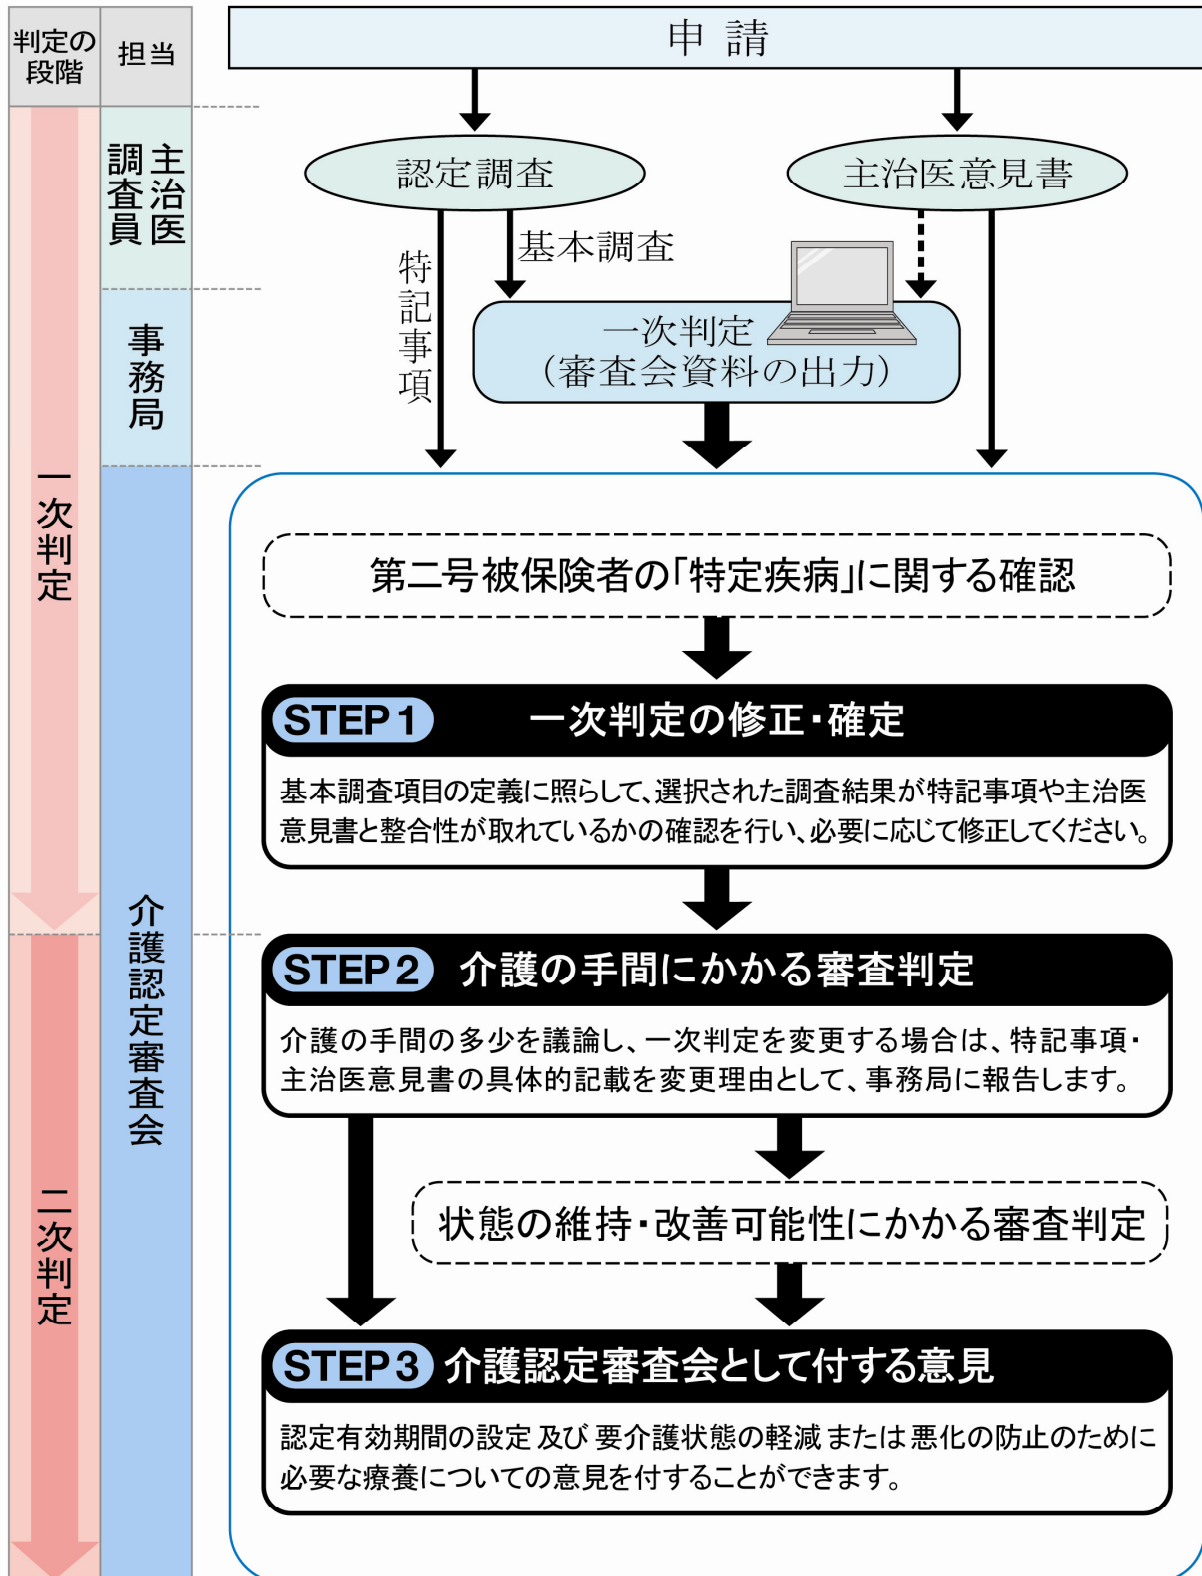 判定の
段階
担当
申 請
調査員
主治医
認定調査
主治医意見書
特記事項
基本調査
事務局
一次判定
（審査会資料の出力）
一次判定
介護認定審査会
第二号被保険者の「特定疾病」に関する確認
STEP 1 一次判定の修正・確定
基本調査項目の定義に照らして、選択された調査結果が特記事項や主治医
意見書と整合性が取れているかの確認を行い、必要に応じて修正してください。
STEP 2 介護の手間にかかる審査判定
介護の手間の多少を議論し、一次判定を変更する場合は、特記事項・
主治医意見書の具体的記載を変更理由として、事務局に報告します。
二次判定
状態の維持・改善可能性にかかる審査判定
STEP 3 介護認定審査会として付する意見
認定有効期間の設定 及び 要介護状態の軽減 または 悪化の防止のために
必要な療養についての意見を付することができます。